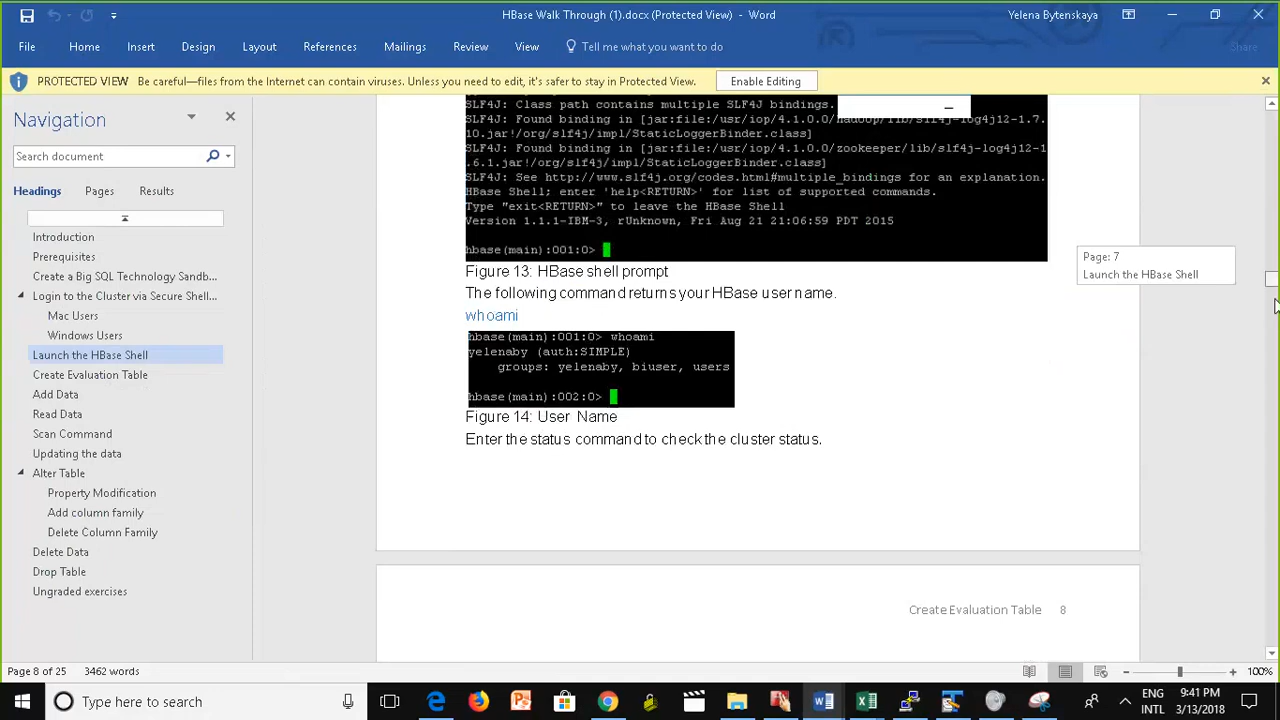 HBase Walk Through (1).docx (Protected View) - Word
Yelena Bytenskaya
File Home Insert Design Layout References Mailings Review View Tell me what you want to do Share
PROTECTED VIEW Be careful—files from the Internet can contain viruses. Unless you need to edit, it's safer to stay in Protected View. Enable Editing
Navigation
Search document
Headings Pages Results
Introduction
Prerequisites
Create a Big SQL Technology Sandb...
Login to the Cluster via Secure Shell...
Mac Users
Windows Users
Launch the HBase Shell
Create Evaluation Table
Add Data
Read Data
Scan Command
Updating the data
Alter Table
Property Modification
Add column family
Delete Column Family
Delete Data
Drop Table
Ungraded exercises
SLF4J: Class path contains multiple SLF4J bindings.
SLF4J: Found binding in [jar:file:/usr/iop/4.1.0.0/hadoop/lib/slf4j-log4j12-1.7.
10.jar!/org/slf4j/impl/StaticLoggerBinder.class]
SLF4J: Found binding in [jar:file:/usr/iop/4.1.0.0/zookeeper/lib/slf4j-log4j12-1
.6.1.jar!/org/slf4j/impl/StaticLoggerBinder.class]
SLF4J: See http://www.slf4j.org/codes.html#multiple_bindings for an explanation.
HBase Shell; enter 'help<RETURN>' for list of supported commands.
Type "exit<RETURN>" to leave the HBase Shell
Version 1.1.1-IBM-3, rUnknown, Fri Aug 21 21:06:59 PDT 2015
hbase(main):001:0>
Figure 13: HBase shell prompt
The following command returns your HBase user name.
whoami
hbase(main):001:0> whoami
yelenaby (auth:SIMPLE)
groups: yelenaby, biuser, users
hbase(main):002:0>
Figure 14: User Name
Enter the status command to check the cluster status.
Page: 7
Launch the HBase Shell
Create Evaluation Table 8
Page 8 of 25 3462 words
100%
Type here to search
ENG
INTL
9:41 PM
3/13/2018